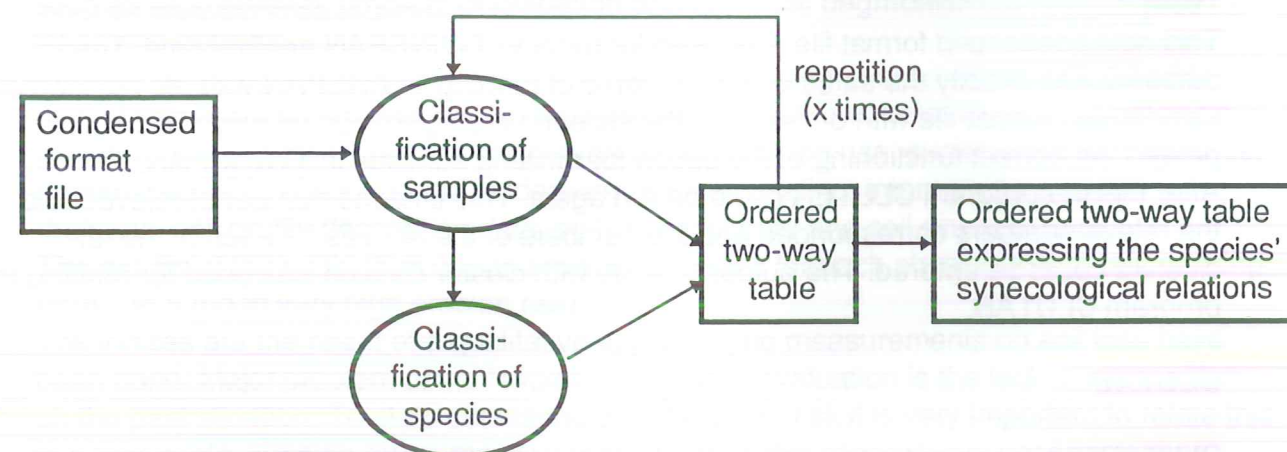 Condensed
format
file
Classi-
fication of
samples
Classi-
fication of
species
repetition
(x times)
Ordered
two-way
table
Ordered two-way table
expressing the species'
synecological relations